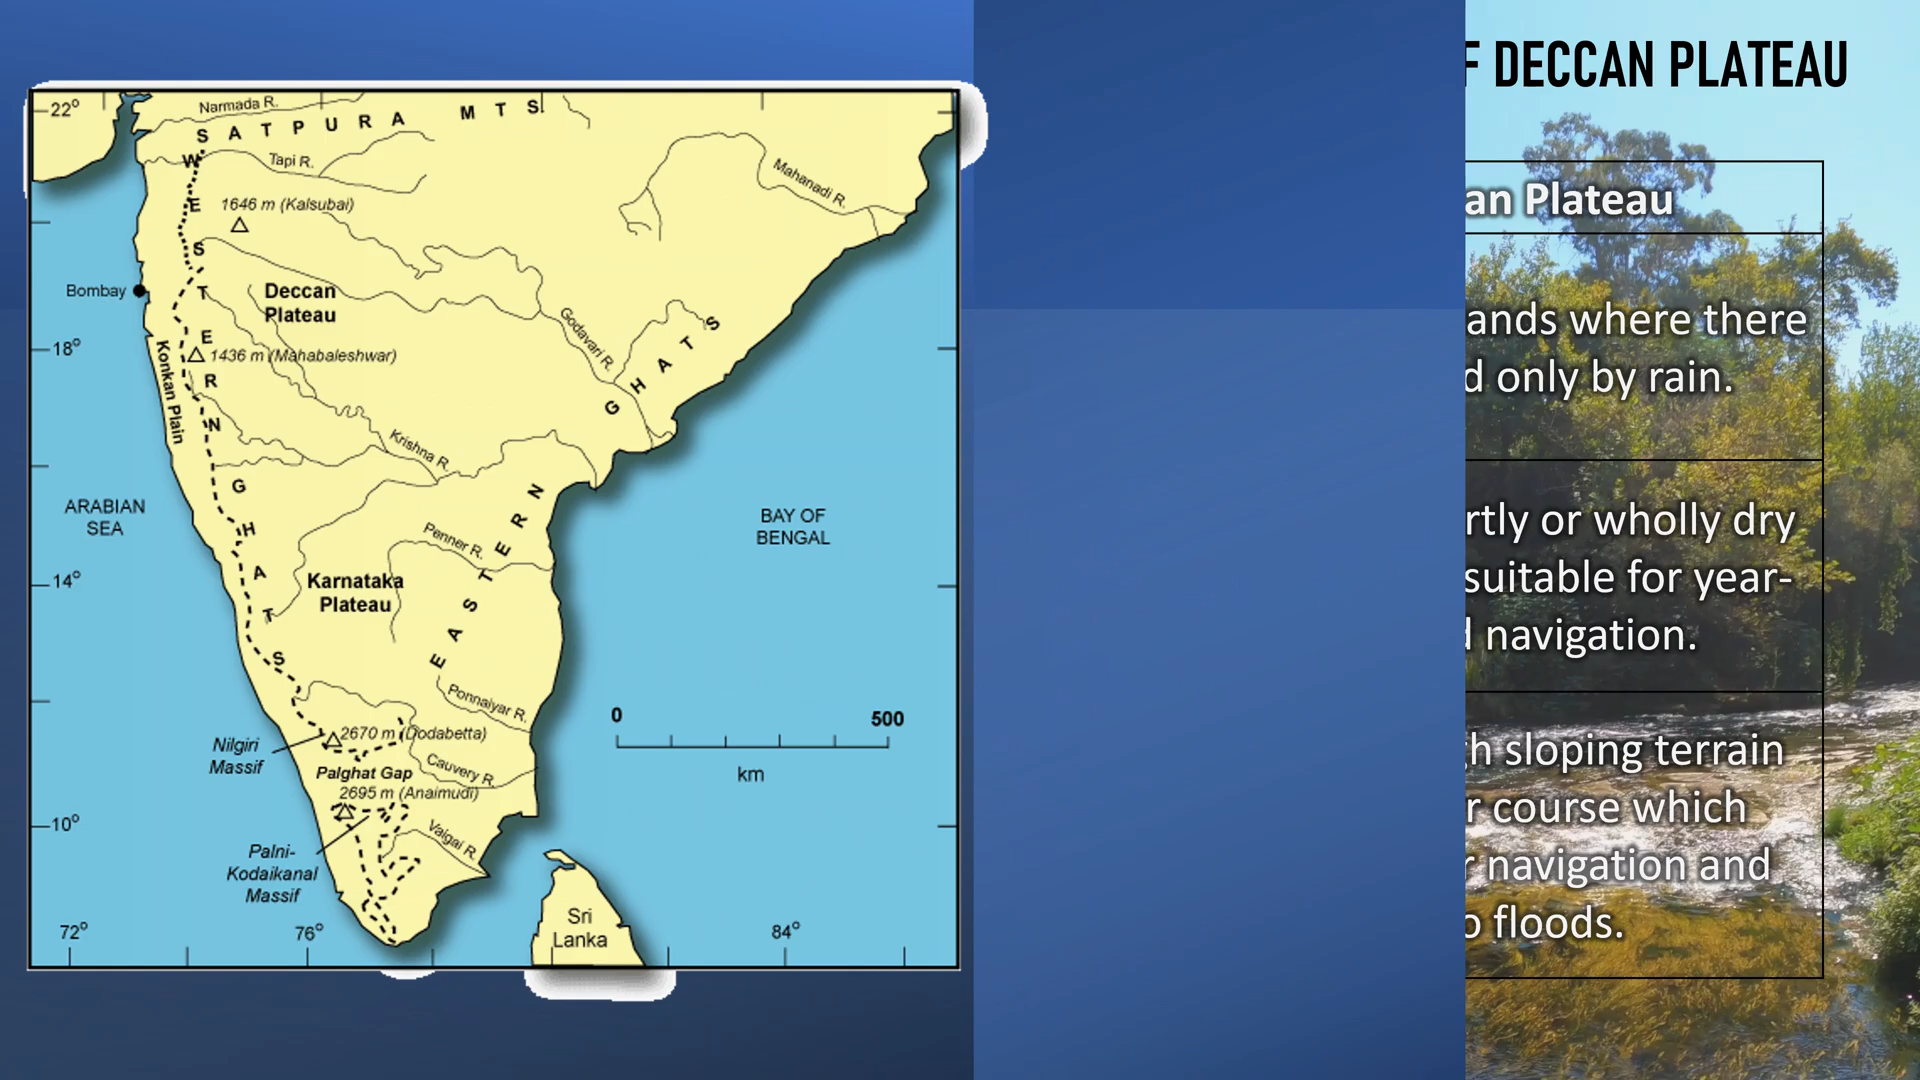 22°
Narmada R.
SATPURA MTS.
Tapi R.
Mahanadi R.
WESTERN GHATS
1646 m (Kalsubai)
Bombay
Deccan
Plateau
Godavari R.
18°
1436 m (Mahabaleshwar)
Konkan Plain
Krishna R.
EASTERN GHATS
ARABIAN
SEA
BAY OF
BENGAL
Penner R.
14°
Karnataka
Plateau
Ponnaiyar R.
0 500
km
2670 m (Dodabetta)
Nilgiri
Massif
Palghat Gap
Cauvery R.
2695 m (Anaimudi)
10°
Vaigai R.
Palni-
Kodaikanal
Massif
Sri
Lanka
72° 76° 84°
F DECCAN PLATEAU
an Plateau
ands where there
d only by rain.
rtly or wholly dry
suitable for year-
d navigation.
h sloping terrain
r course which
r navigation and
o floods.